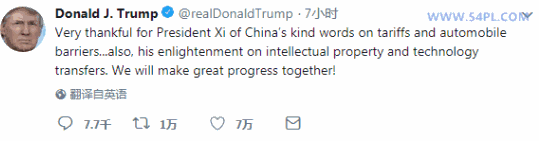 WWW.54PL.COM
Donald J. Trump @realDonaldTrump · 7小时
Very thankful for President Xi of China's kind words on tariffs and automobile
barriers...also, his enlightenment on intellectual property and technology
transfers. We will make great progress together!
翻译自英语
7.7千 1万 7万